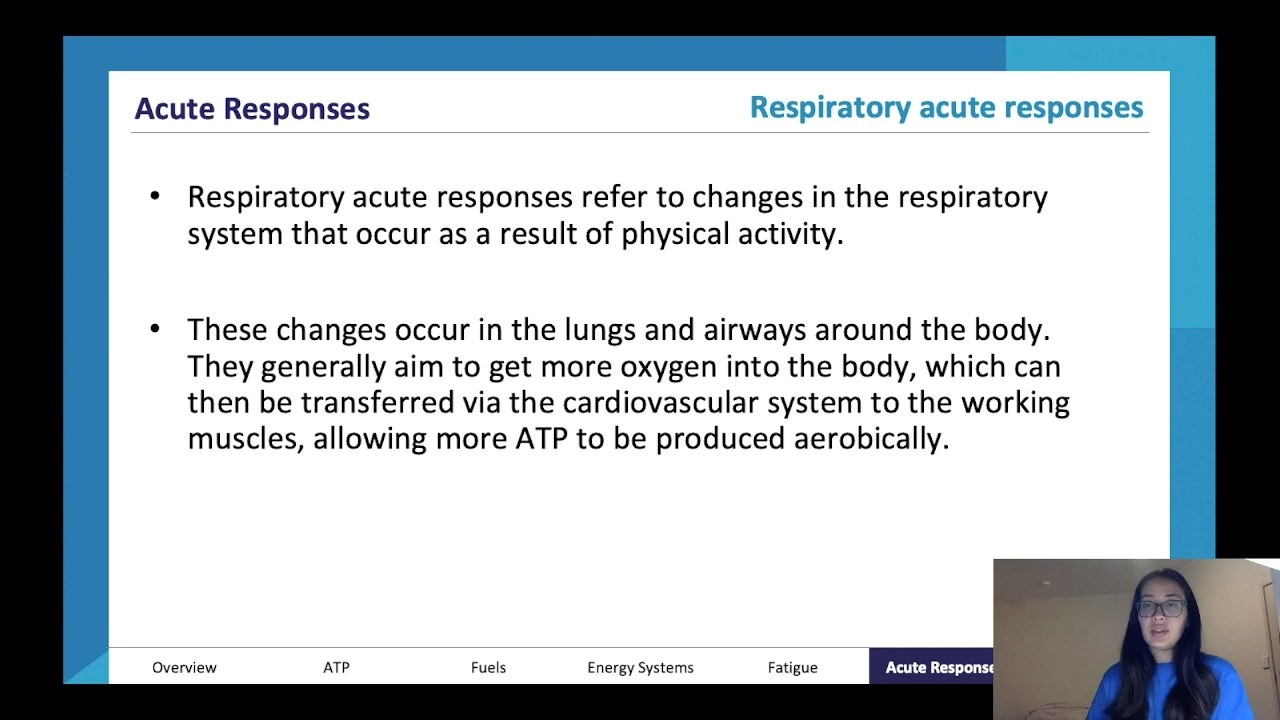 Acute Responses
Respiratory acute responses
• Respiratory acute responses refer to changes in the respiratory
system that occur as a result of physical activity.
• These changes occur in the lungs and airways around the body.
They generally aim to get more oxygen into the body, which can
then be transferred via the cardiovascular system to the working
muscles, allowing more ATP to be produced aerobically.
Overview
ATP
Fuels
Energy Systems
Fatigue
Acute Response